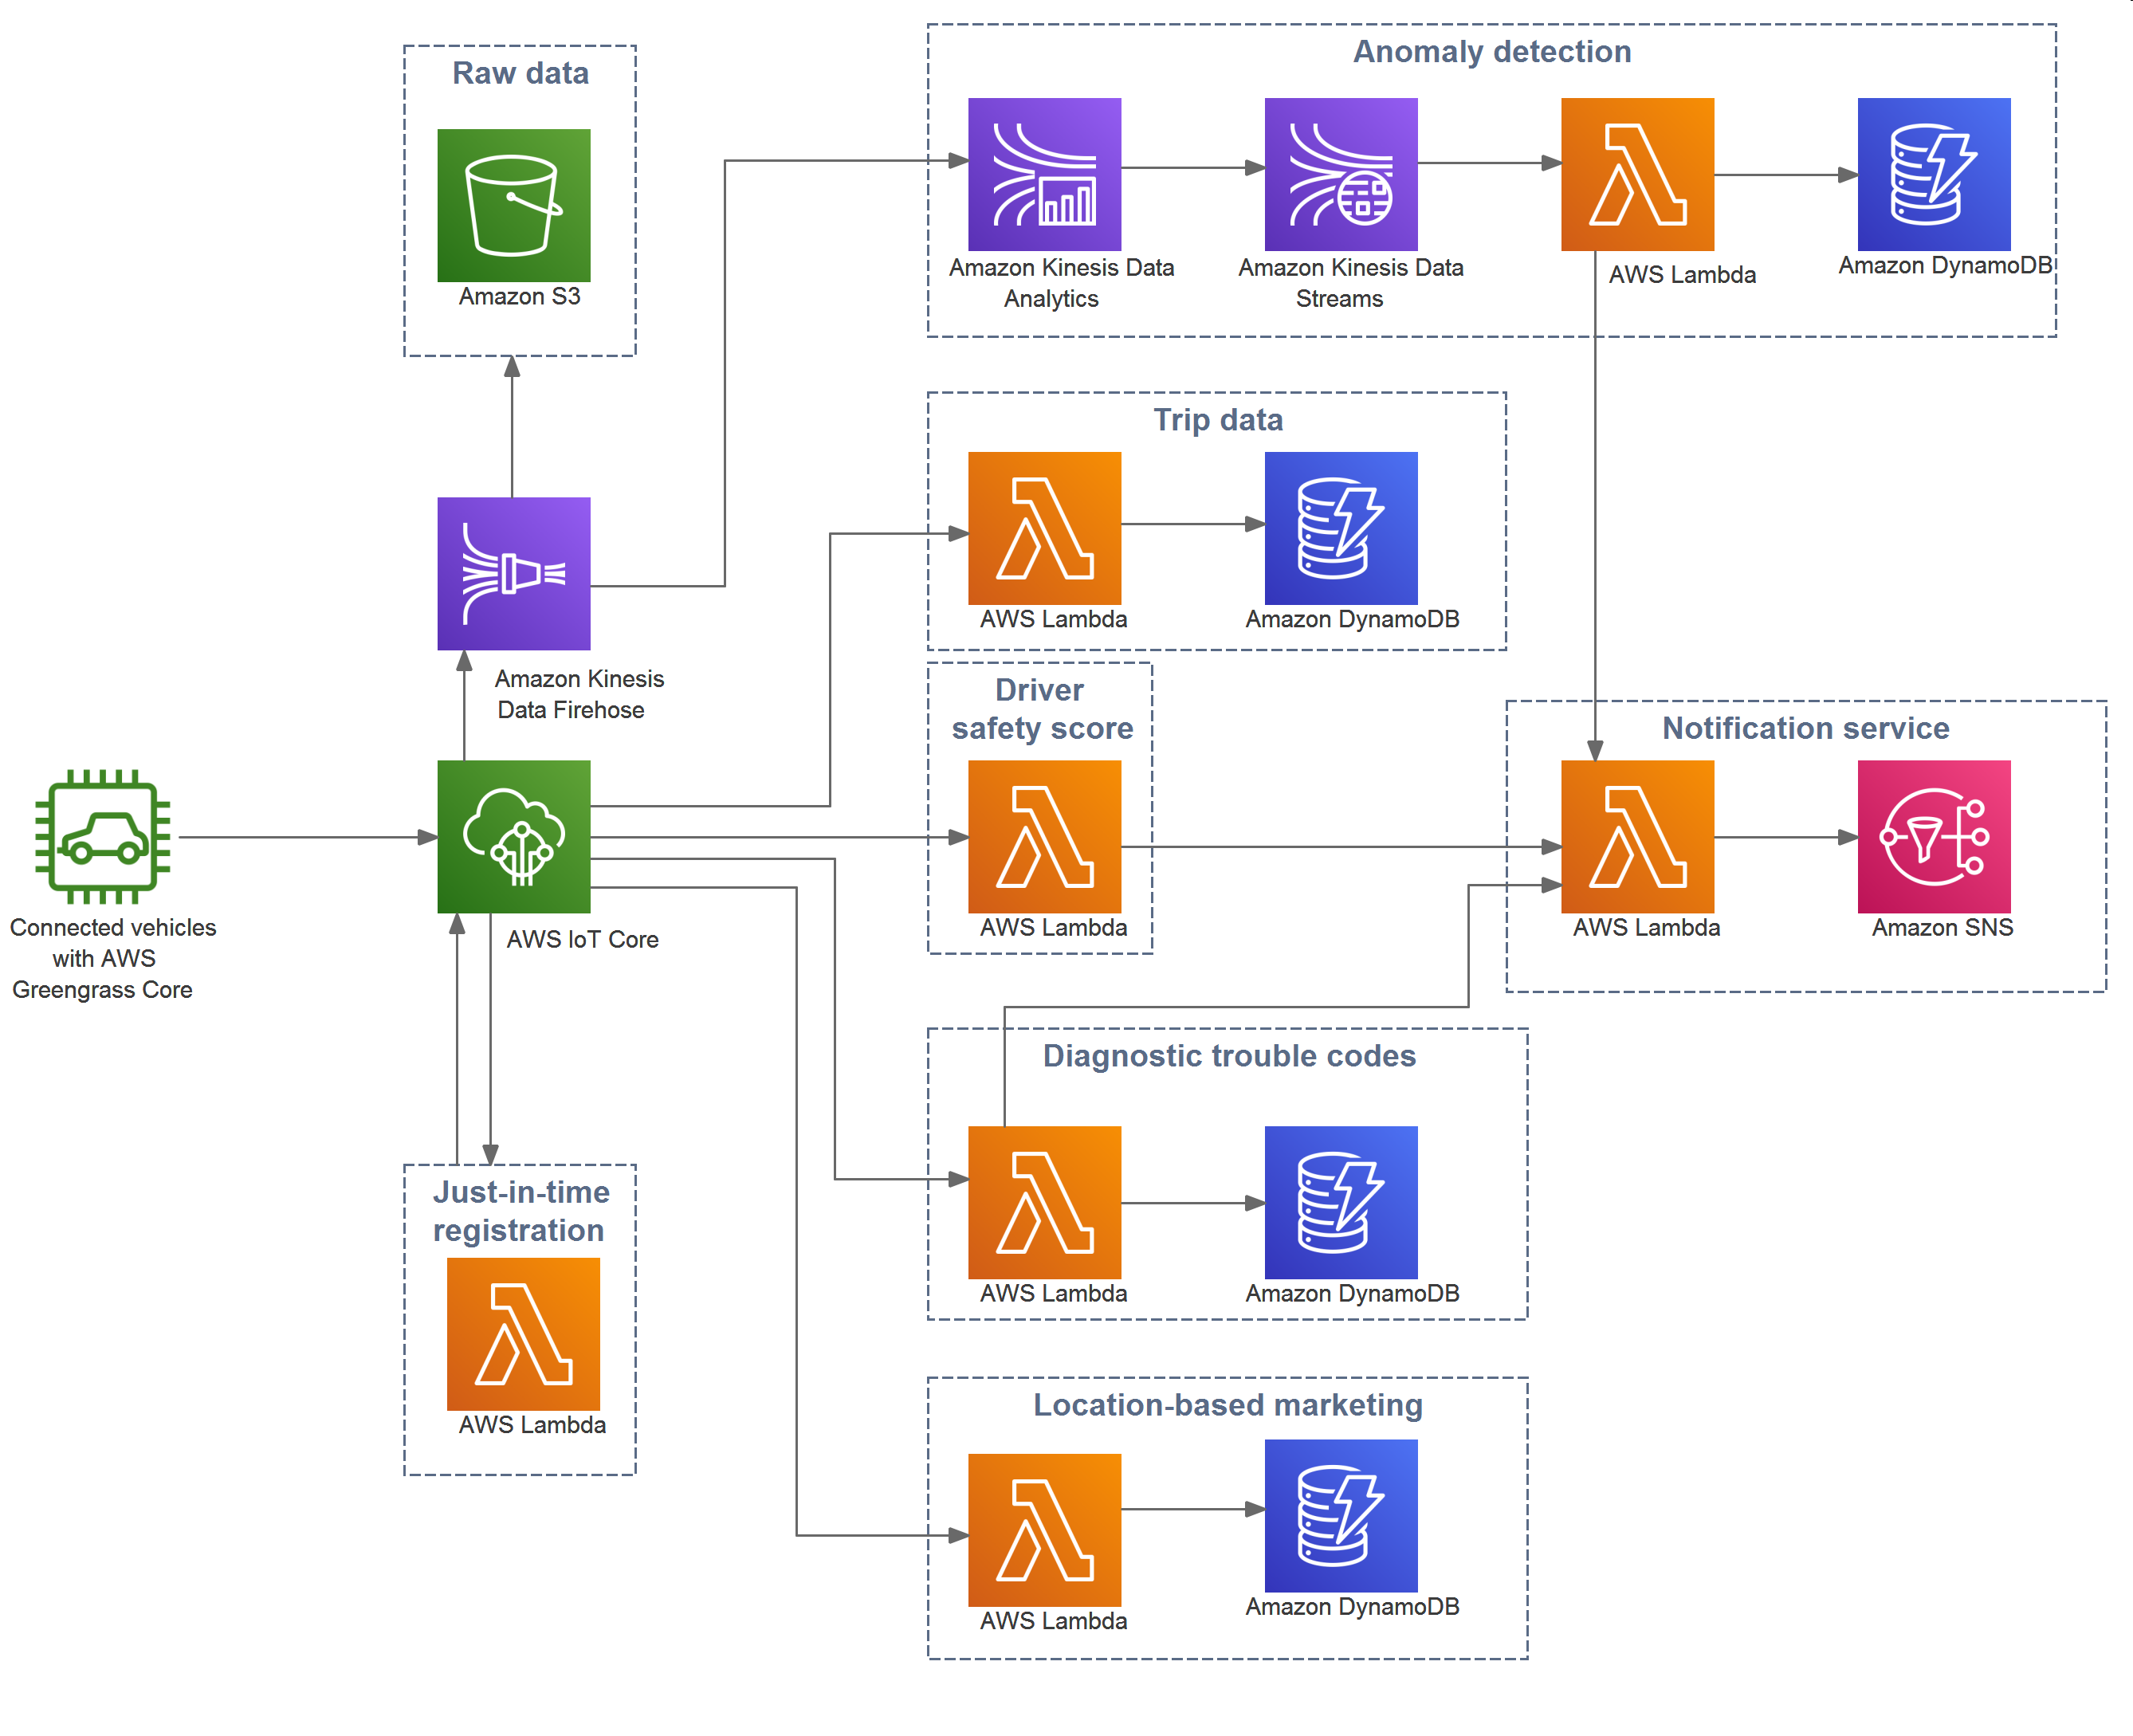 Raw data
Amazon S3
Anomaly detection
Amazon Kinesis Data
Analytics
Amazon Kinesis Data
Streams
AWS Lambda
Amazon DynamoDB
Trip data
AWS Lambda
Amazon DynamoDB
Amazon Kinesis
Data Firehose
Driver
safety score
AWS Lambda
Notification service
AWS Lambda
Amazon SNS
Connected vehicles
with AWS
Greengrass Core
AWS IoT Core
Diagnostic trouble codes
AWS Lambda
Amazon DynamoDB
Just-in-time
registration
AWS Lambda
Location-based marketing
AWS Lambda
Amazon DynamoDB